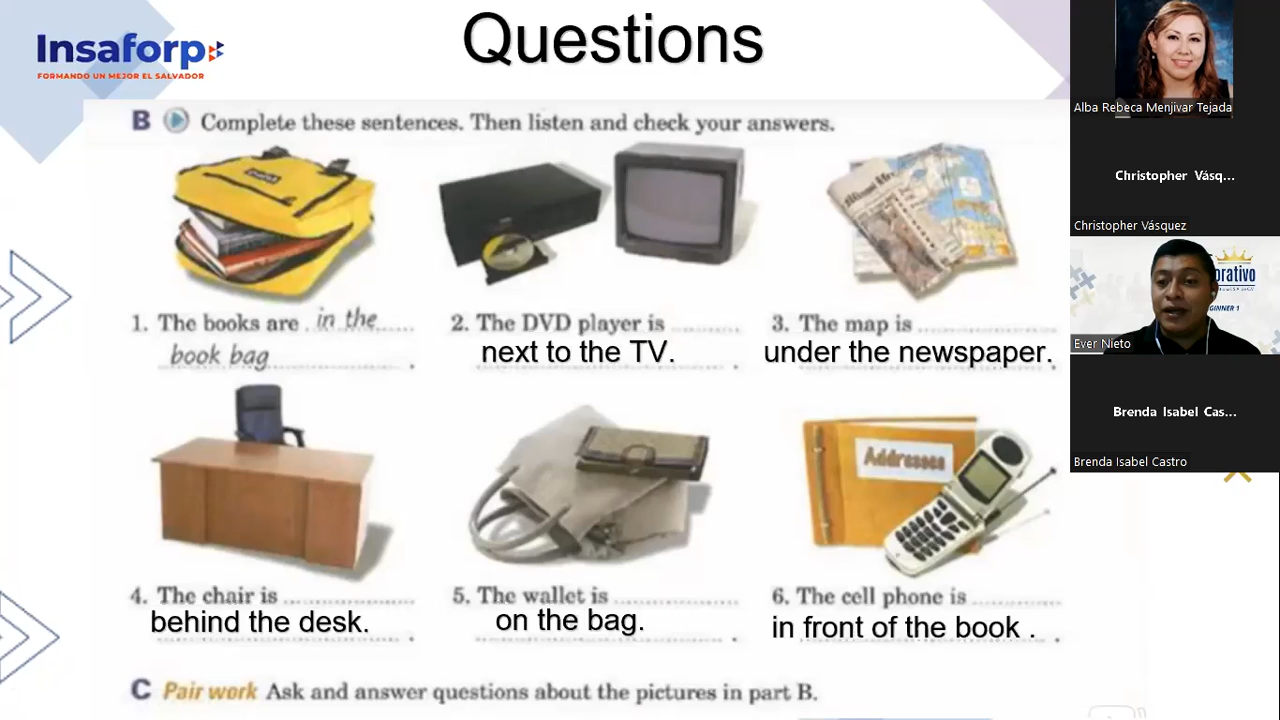 Questions
Insaforp
FORMANDO UN MEJOR EL SALVADOR
B Complete these sentences. Then listen and check your answers.
1. The books are in the
book bag
2. The DVD player is
next to the TV.
3. The map is
under the newspaper.
Addresses
4. The chair is
behind the desk.
5. The wallet is
on the bag.
6. The cell phone is
in front of the book .
C Pair work Ask and answer questions about the pictures in part B.
Alba Rebeca Menjivar Tejada
Christopher Vásq...
Christopher Vásquez
orativo
GINNER 1
Ever Nieto
Brenda Isabel Cas...
Brenda Isabel Castro